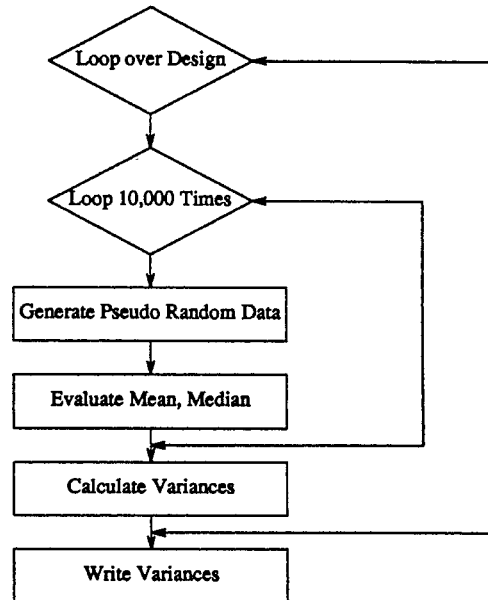 Loop over Design
Loop 10,000 Times
Generate Pseudo Random Data
Evaluate Mean, Median
Calculate Variances
Write Variances